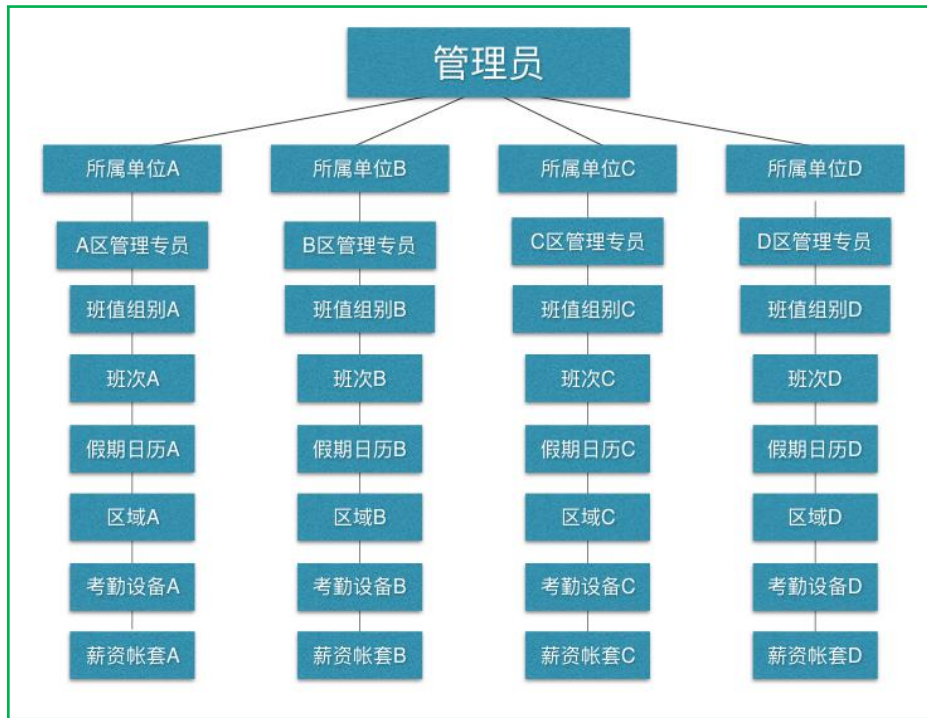 管理员
所属单位A
所属单位B
所属单位C
所属单位D
A区管理专员
B区管理专员
C区管理专员
D区管理专员
班值组别A
班值组别B
班值组别C
班值组别D
班次A
班次B
班次C
班次D
假期日历A
假期日历B
假期日历C
假期日历D
区域A
区域B
区域C
区域D
考勤设备A
考勤设备B
考勤设备C
考勤设备D
薪资帐套A
薪资帐套B
薪资帐套C
薪资帐套D